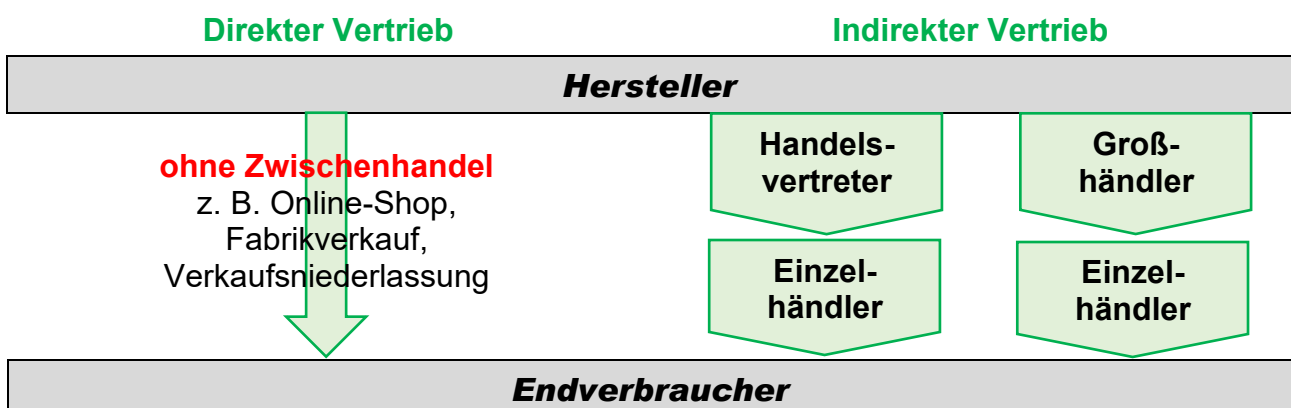 Direkter Vertrieb
Indirekter Vertrieb
Hersteller
ohne Zwischenhandel
z. B. Online-Shop,
Fabrikverkauf,
Verkaufsniederlassung
Handels-
vertreter
Einzel-
händler
Groß-
händler
Einzel-
händler
Endverbraucher